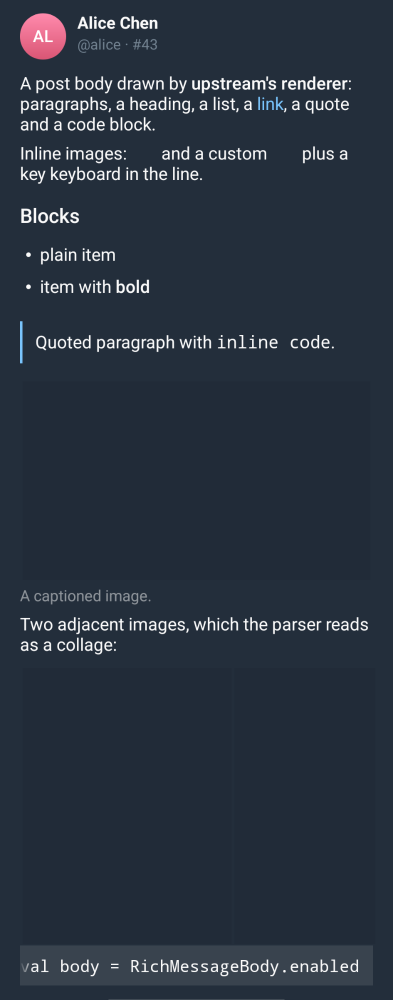 AL
Alice Chen
@alice · #43
A post body drawn by upstream's renderer:
paragraphs, a heading, a list, a link, a quote
and a code block.
Inline images: and a custom plus a
key keyboard in the line.
Blocks
• plain item
• item with bold
Quoted paragraph with inline code.
A captioned image.
Two adjacent images, which the parser reads
as a collage:
val body = RichMessageBody.enabled